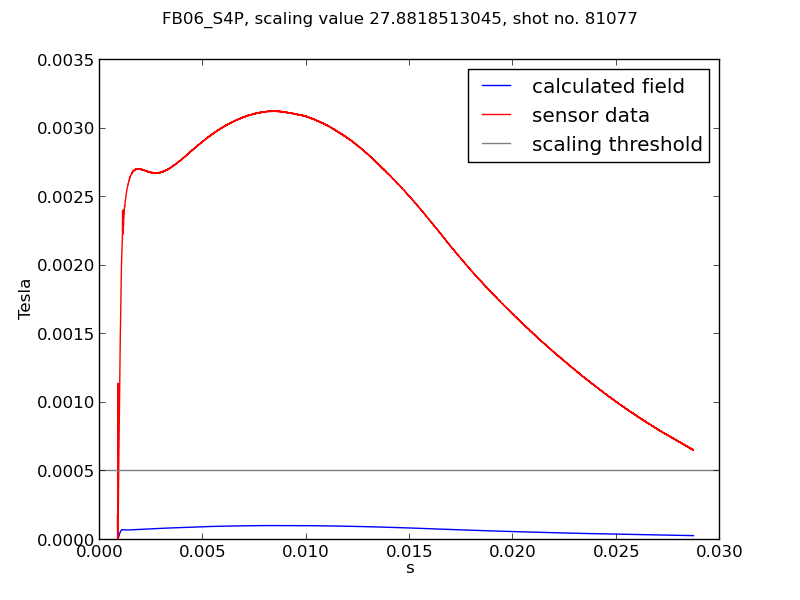 FB06_S4P, scaling value 27.8818513045, shot no. 81077
0.0035
0.0030
0.0025
0.0020
0.0015
0.0010
0.0005
0.0000
Tesla
calculated field
sensor data
scaling threshold
0.000 0.005 0.010 0.015 0.020 0.025 0.030
s